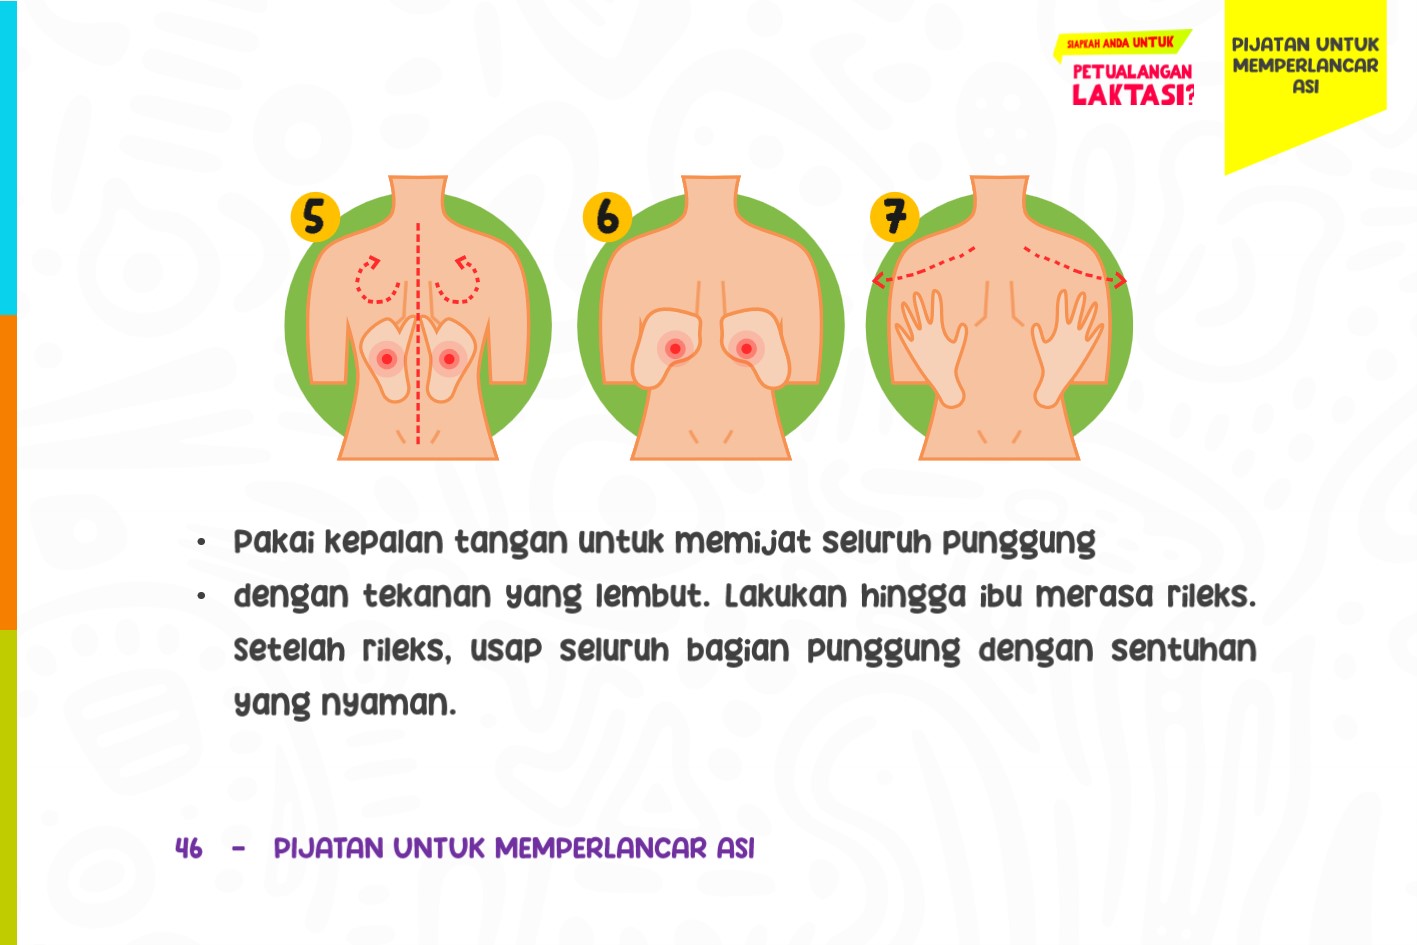 SIAPKAH ANDA UNTUK
PETUALANGAN
LAKTASI?
PIJATAN UNTUK
MEMPERLANCAR
ASI
5
6
7
• Pakai kepalan tangan untuk memijat seluruh punggung
• dengan tekanan yang lembut. Lakukan hingga ibu merasa rileks.
Setelah rileks, usap seluruh bagian punggung dengan sentuhan
yang nyaman.
46 - PIJATAN UNTUK MEMPERLANCAR ASI